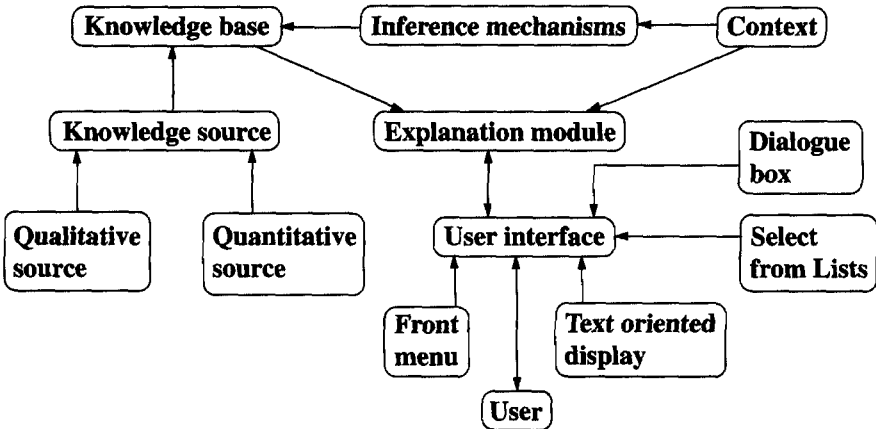 Knowledge base
Inference mechanisms
Context
Knowledge source
Explanation module
Dialogue
box
Qualitative
source
Quantitative
source
User interface
Select
from Lists
Front
menu
Text oriented
display
User